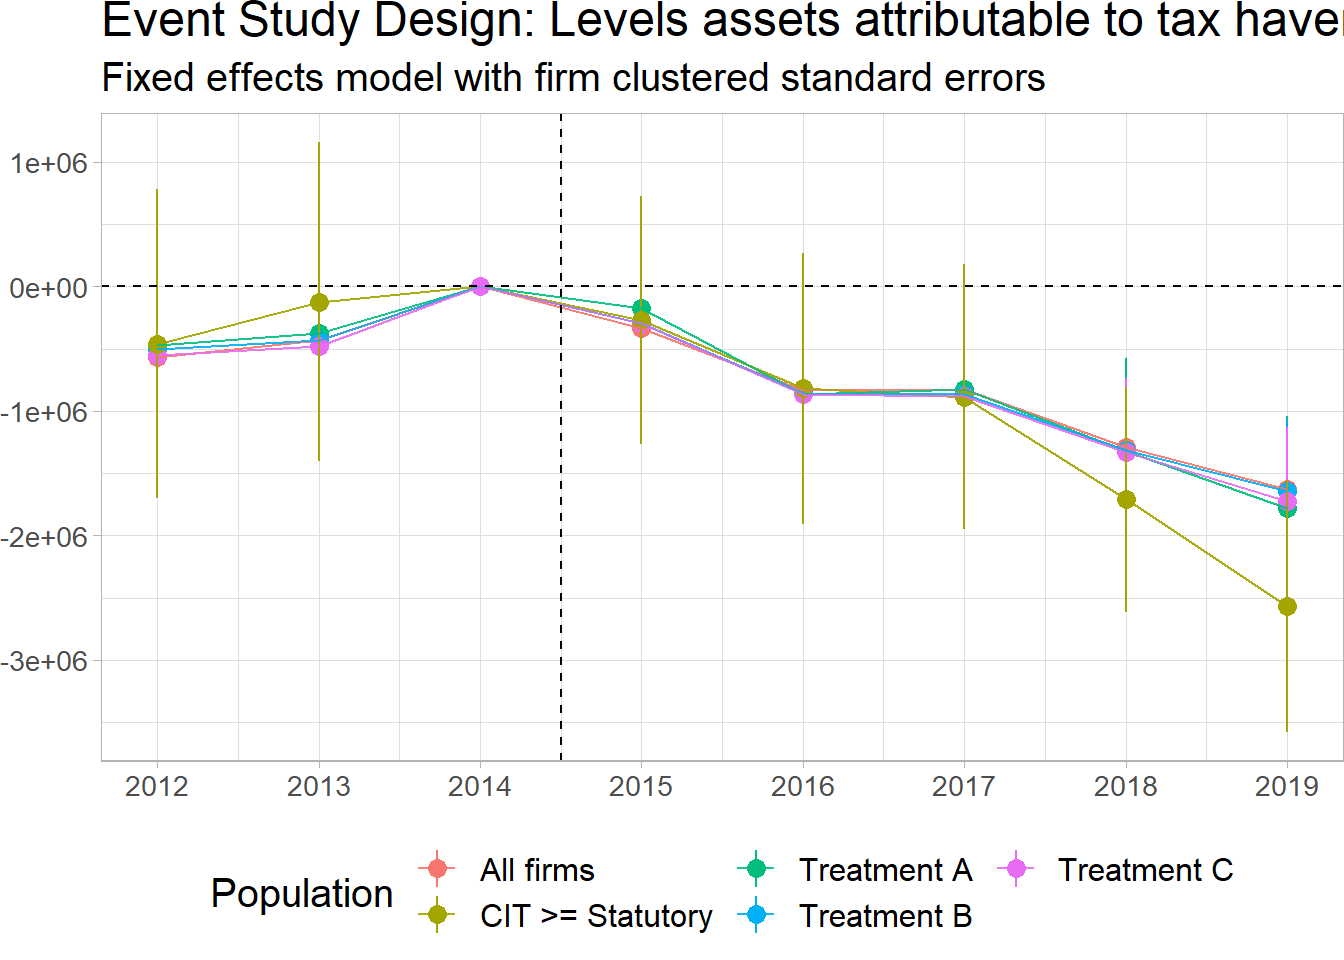 Event Study Design: Levels assets attributable to tax
Fixed effects model with firm clustered standard errors
1e+06
0e+00
-1e+06
-2e+06
-3e+06
2012 2013 2014 2015 2016 2017 2018 2019
Population
All firms
CIT >= Statutory
Treatment A
Treatment B
Treatment C